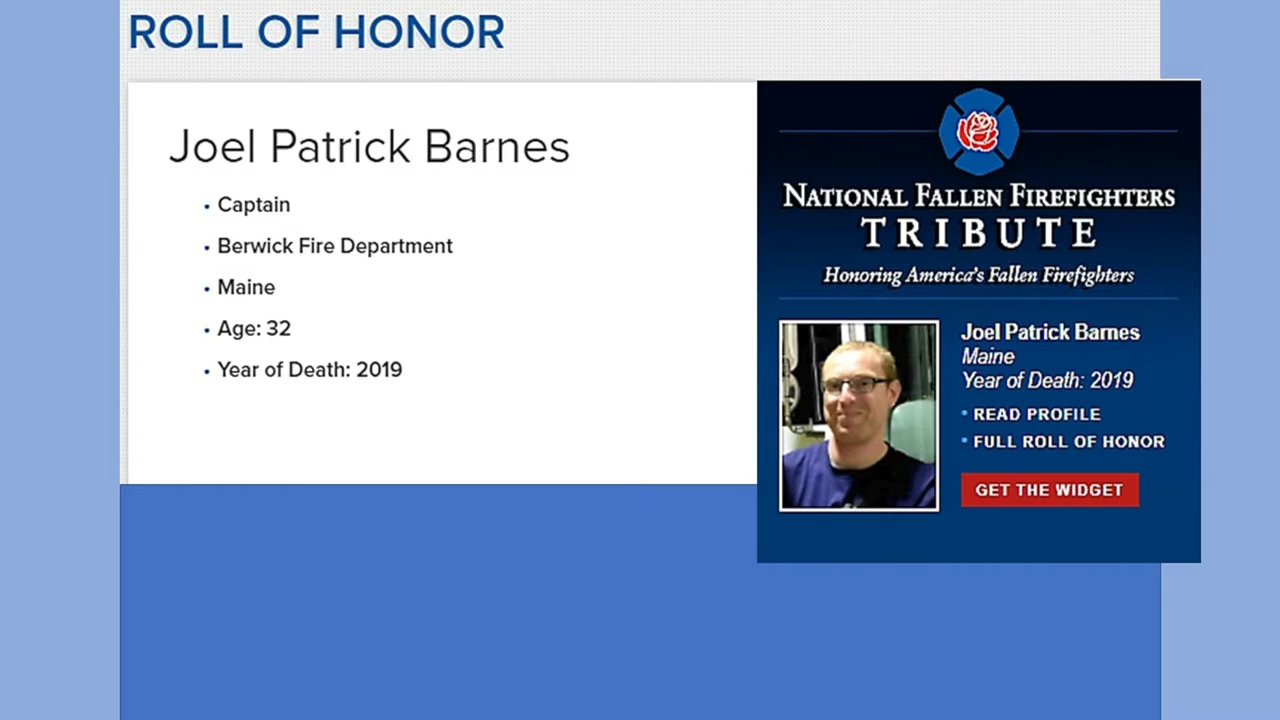 ROLL OF HONOR
Joel Patrick Barnes
• Captain
• Berwick Fire Department
• Maine
• Age: 32
• Year of Death: 2019
NATIONAL FALLEN FIREFIGHTERS
TRIBUTE
Honoring America's Fallen Firefighters
Joel Patrick Barnes
Maine
Year of Death: 2019
• READ PROFILE
• FULL ROLL OF HONOR
GET THE WIDGET